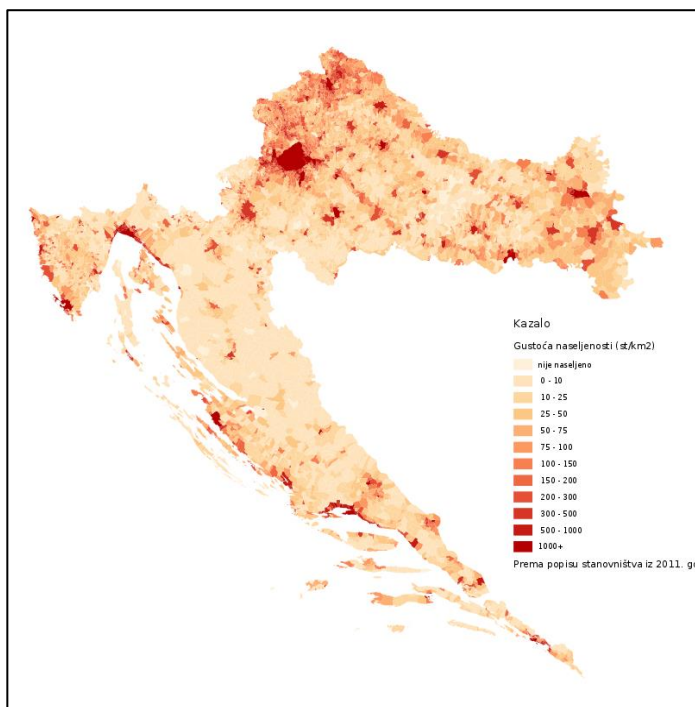 Kazalo
Gustoća naseljenosti (st/km2)
nije naseljeno
0 - 10
10 - 25
25 - 50
50 - 75
75 - 100
100 - 150
150 - 200
200 - 300
300 - 500
500 - 1000
1000+
Prema popisu stanovništva iz 2011. go